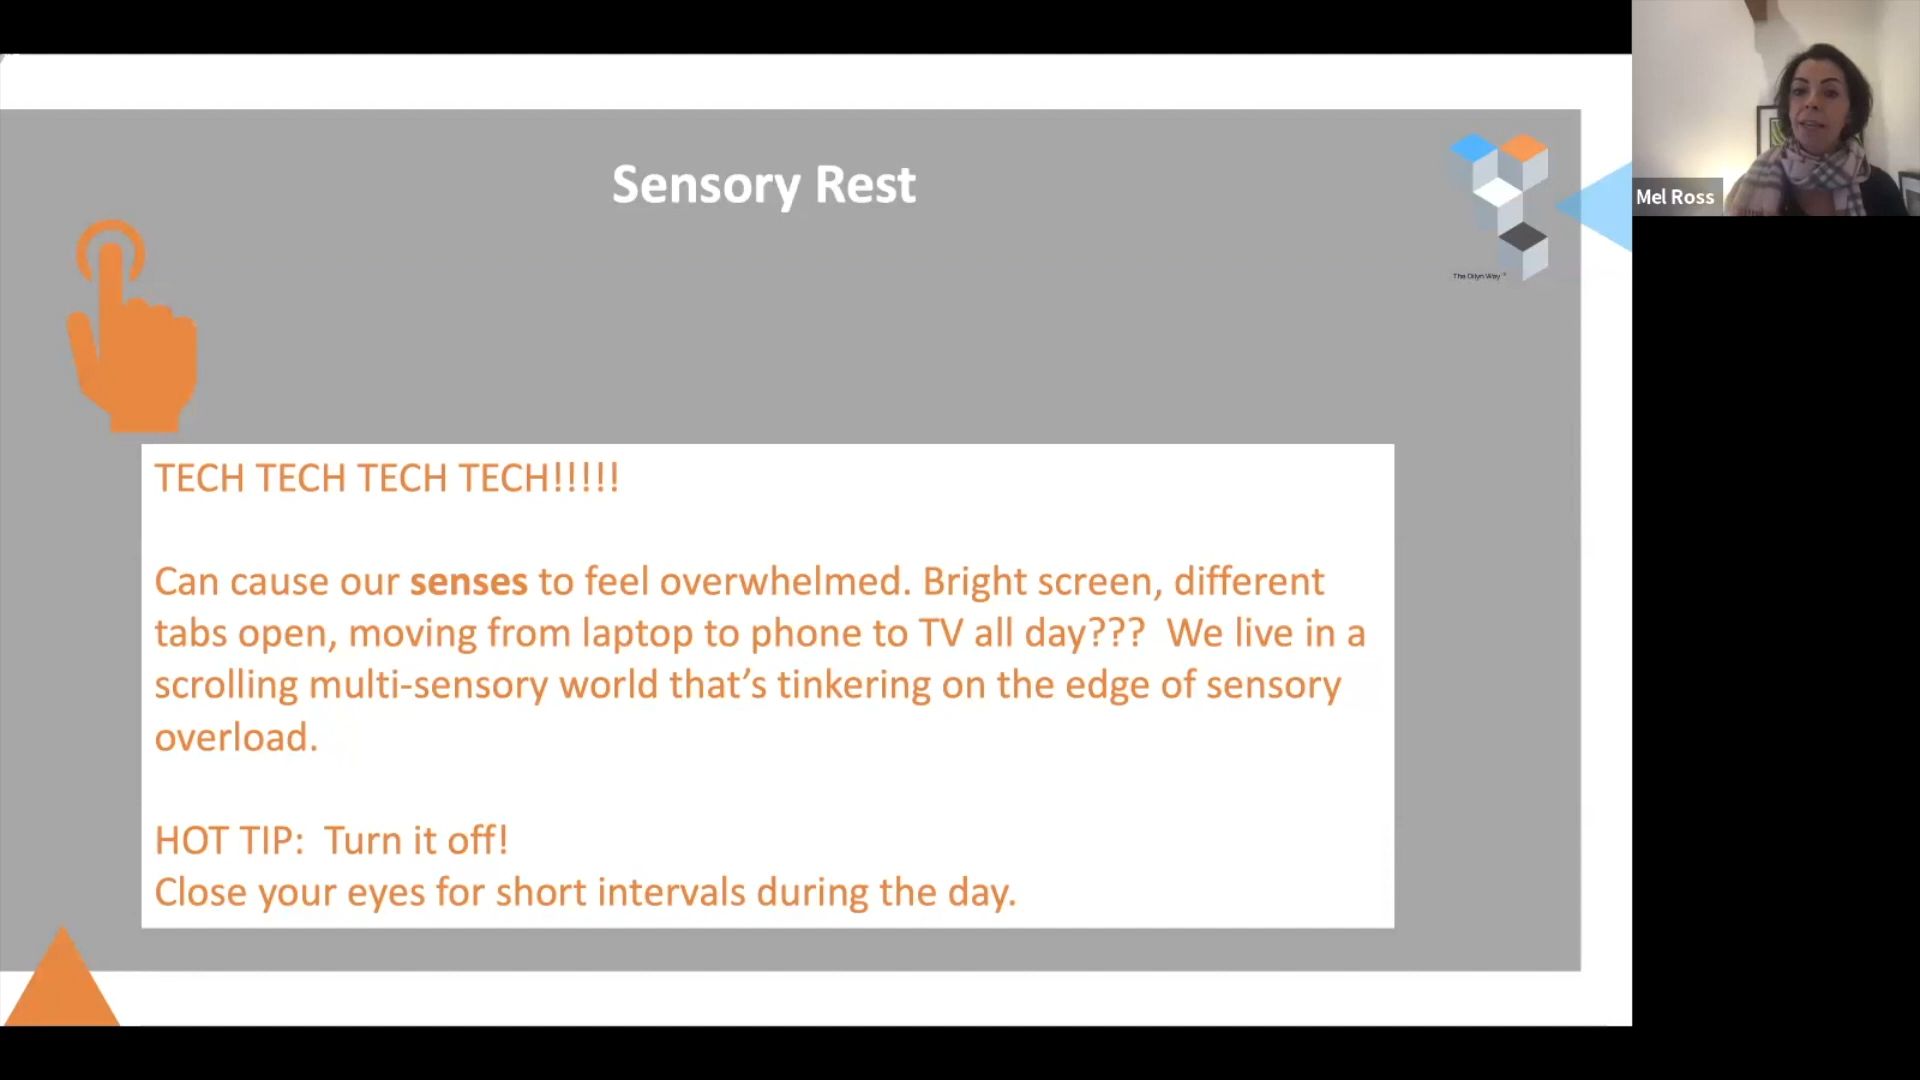 Sensory Rest
Mel Ross
The Dilyn Way™
TECH TECH TECH TECH!!!!!
Can cause our senses to feel overwhelmed. Bright screen, different
tabs open, moving from laptop to phone to TV all day??? We live in a
scrolling multi-sensory world that’s tinkering on the edge of sensory
overload.
HOT TIP: Turn it off!
Close your eyes for short intervals during the day.